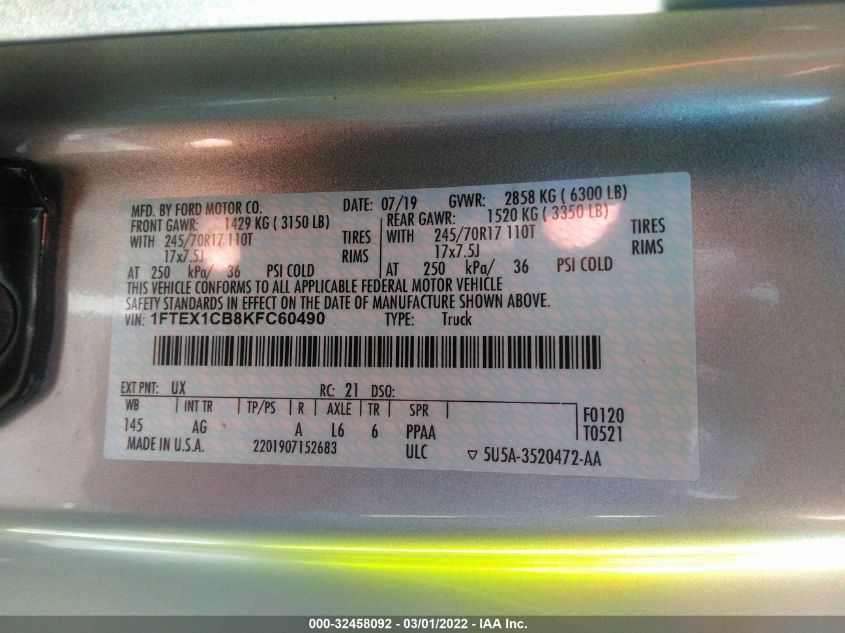 MFD. BY FORD MOTOR CO. DATE: 07/19 GVWR: 2858 KG ( 6300 LB)
FRONT GAWR: 1429 KG ( 3150 LB) REAR GAWR: 1520 KG ( 3350 LB)
WITH 245/70R17 110T TIRES WITH 245/70R17 110T TIRES
17x7.5J RIMS 17x7.5J RIMS
AT 250 kPa/ 36 PSI COLD AT 250 kPa/ 36 PSI COLD
THIS VEHICLE CONFORMS TO ALL APPLICABLE FEDERAL MOTOR VEHICLE
SAFETY STANDARDS IN EFFECT ON THE DATE OF MANUFACTURE SHOWN ABOVE.
VIN: 1FTEX1CB8KFC60490 TYPE: Truck
EXT PNT: UX RC: 21 DSO:
WB INT TR TP/PS R AXLE TR SPR F0120
145 AG A L6 6 PPAA T0521
MADE IN U.S.A. 2201907152683 ULC ▽ 5U5A-3520472-AA
000-32458092 - 03/01/2022 - IAA Inc.